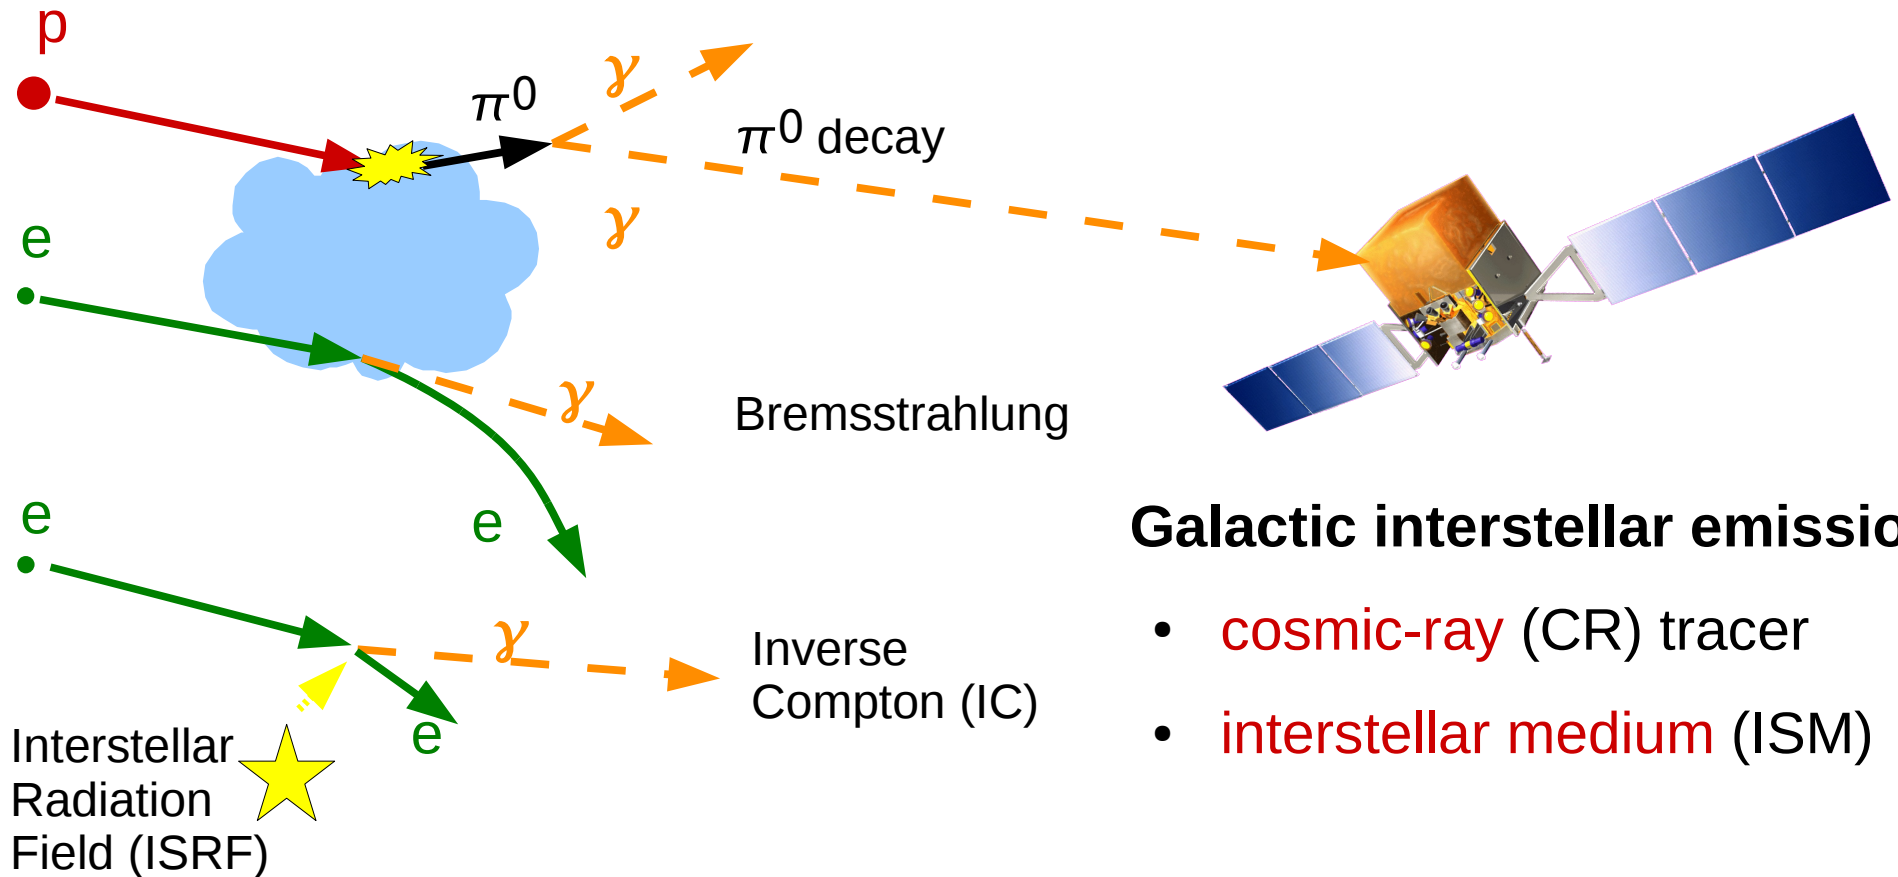 p
γ
π⁰
π⁰ decay
γ
e
γ
Bremsstrahlung
e
e
Galactic interstellar emissio
γ
Inverse
Compton (IC)
• cosmic-ray (CR) tracer
• interstellar medium (ISM)
e
Interstellar
Radiation
Field (ISRF)